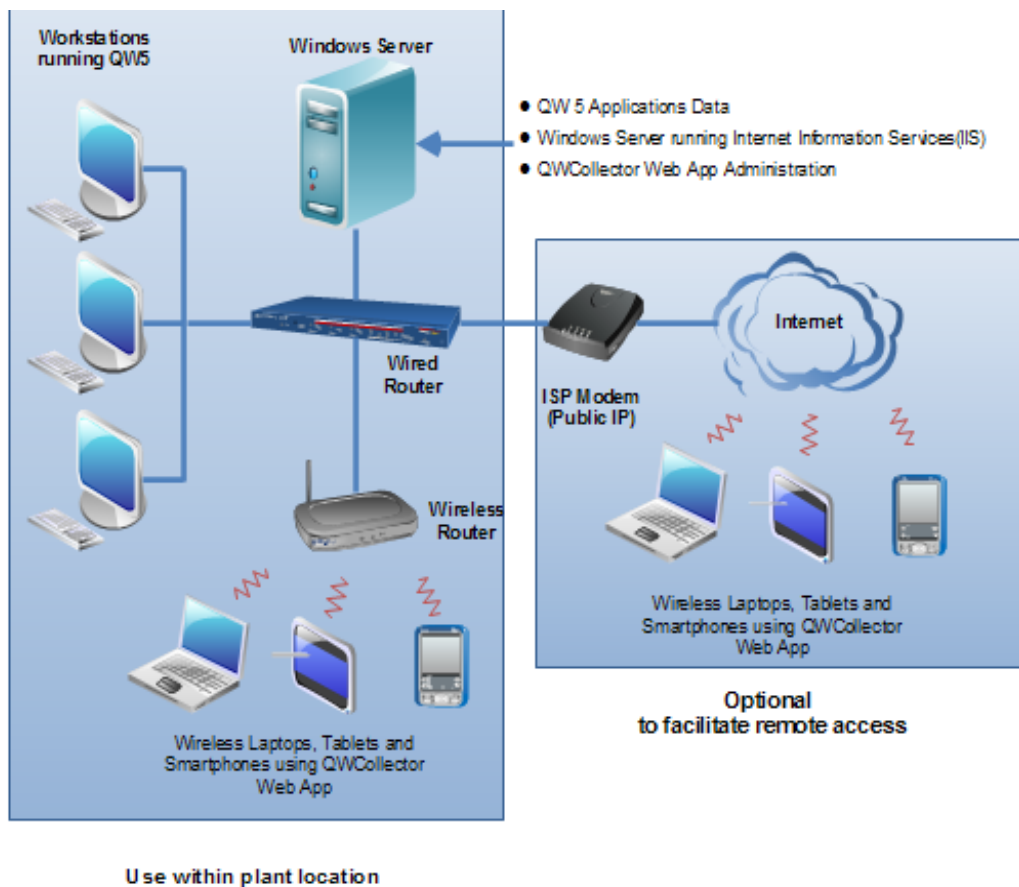 Workstations
running QW5
Windows Server
● QW 5 Applications Data
● Windows Server running Internet Information Services(IIS)
● QWCollector Web App Administration
Wired
Router
ISP Modem
(Public IP)
Internet
Wireless
Router
Wireless Laptops, Tablets and
Smartphones using QWCollector
Web App
Wireless Laptops, Tablets and
Smartphones using QWCollector
Web App
Optional
to facilitate remote access
Use within plant location